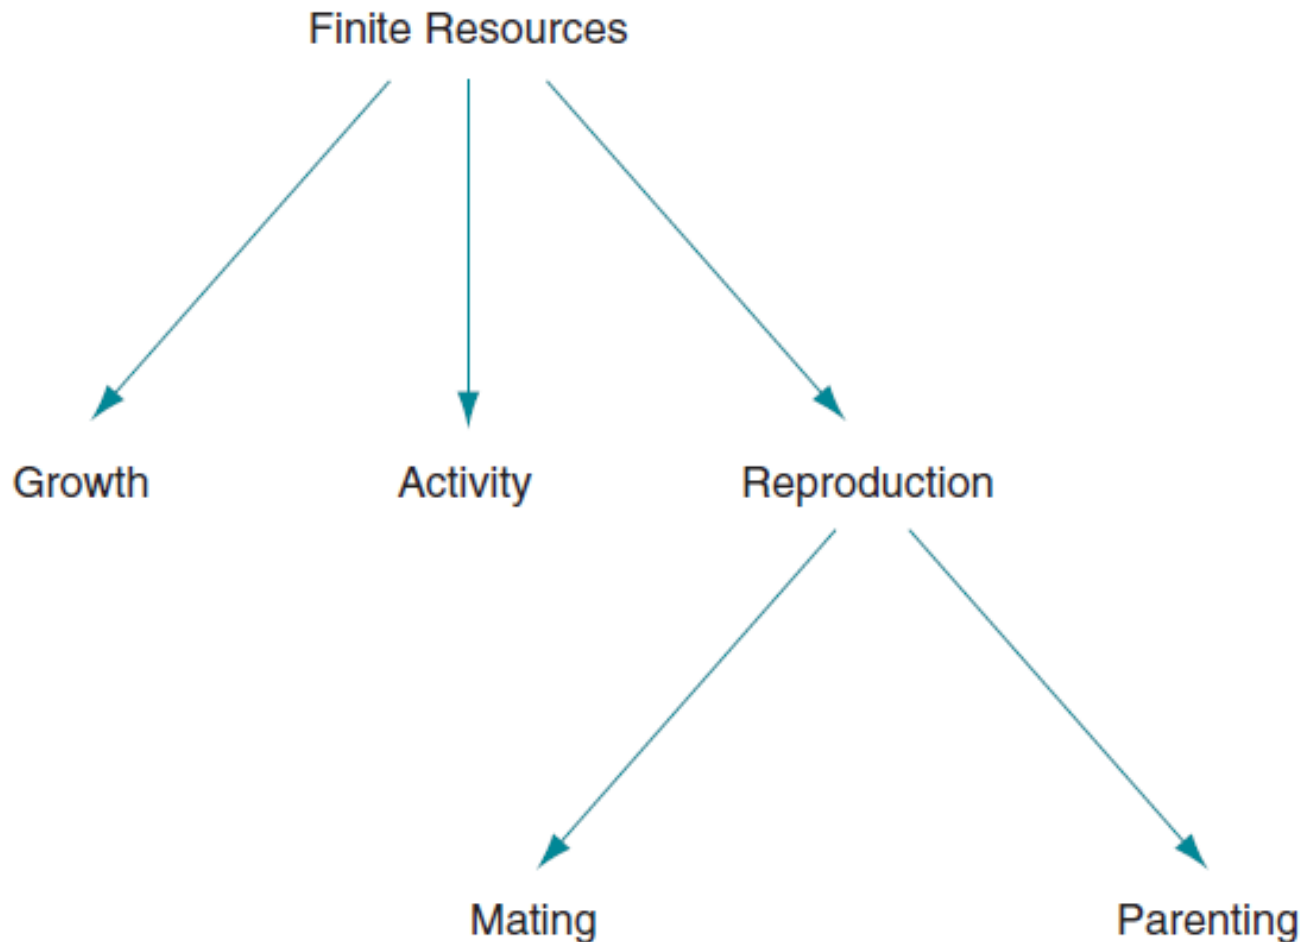 Finite Resources
Growth
Activity
Reproduction
Mating
Parenting